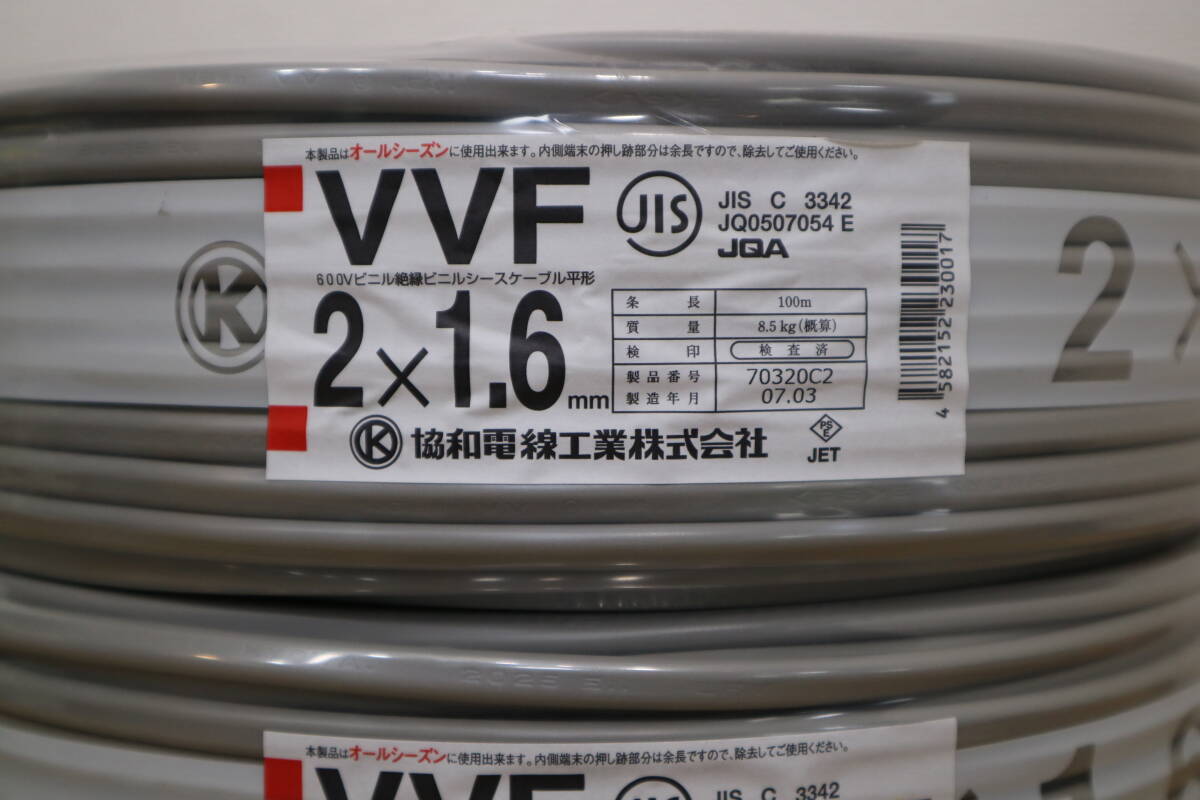 本製品はオールシーズンに使用出来ます。内側端末の押し跡部分は余長ですので、除去してご使用ください。
VVF
JIS
JIS C 3342
JQ0507054 E
JQA
600Vビニル絶縁ビニルシースケーブル平形
2×1.6mm
条長 100m
質量 8.5kg(概算)
検印 検査済
製品番号 70320C2
製造年月 07.03
4582152230017
K 協和電線工業株式会社
PS E
JET
K
2×
2025
本製品はオールシーズンに使用出来ます。内側端末の押し跡部分は余長ですので、除去してご使用ください。
VVF
JIS
JIS C 3342